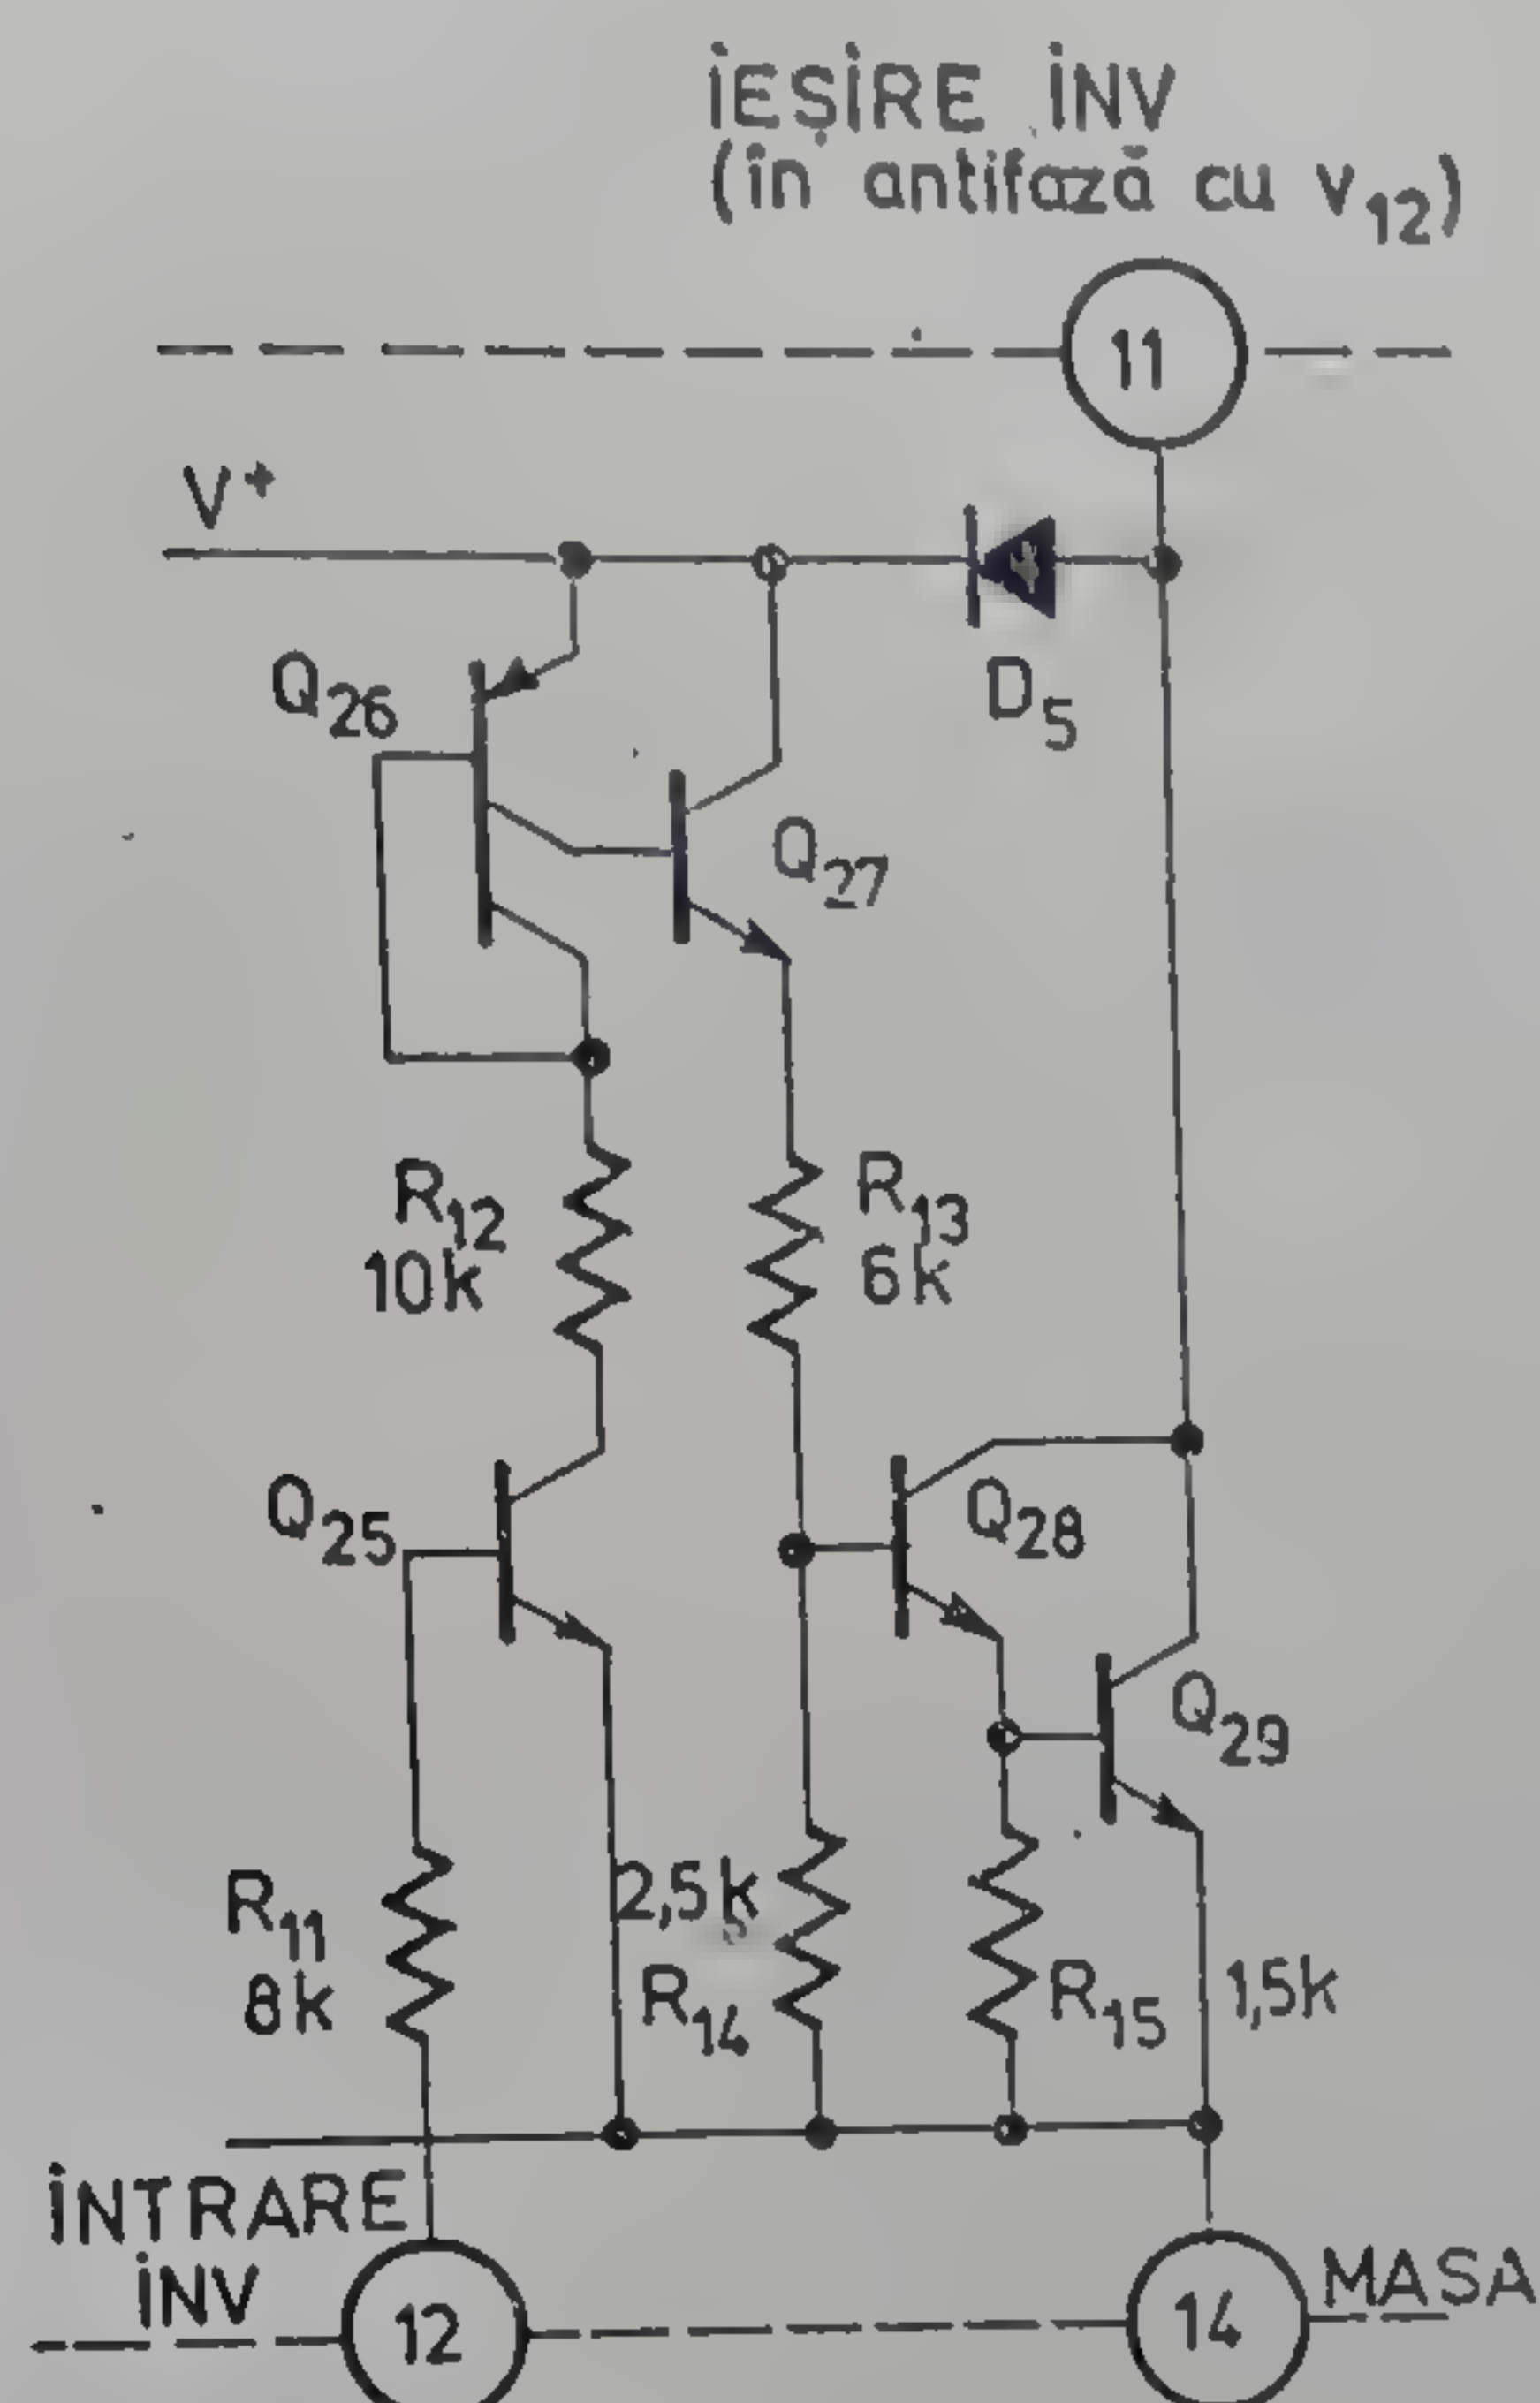 IEȘIRE INV
(în antifază cu v12)
11
V+
Q26
D5
Q27
R12
10k
R13
6k
Q25
Q28
Q29
R11
8k
2,5k
R14
R15
1,5k
INTRARE
INV
12
14
MASA